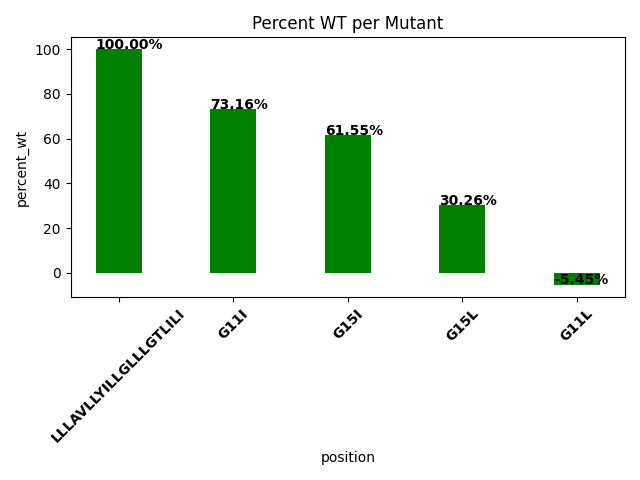 Percent WT per Mutant
percent_wt
100
80
60
40
20
0
100.00%
73.16%
61.55%
30.26%
-5.45%
LLLAVLLYILLGLLLGTLILI
G11I
G15I
G15L
G11L
position